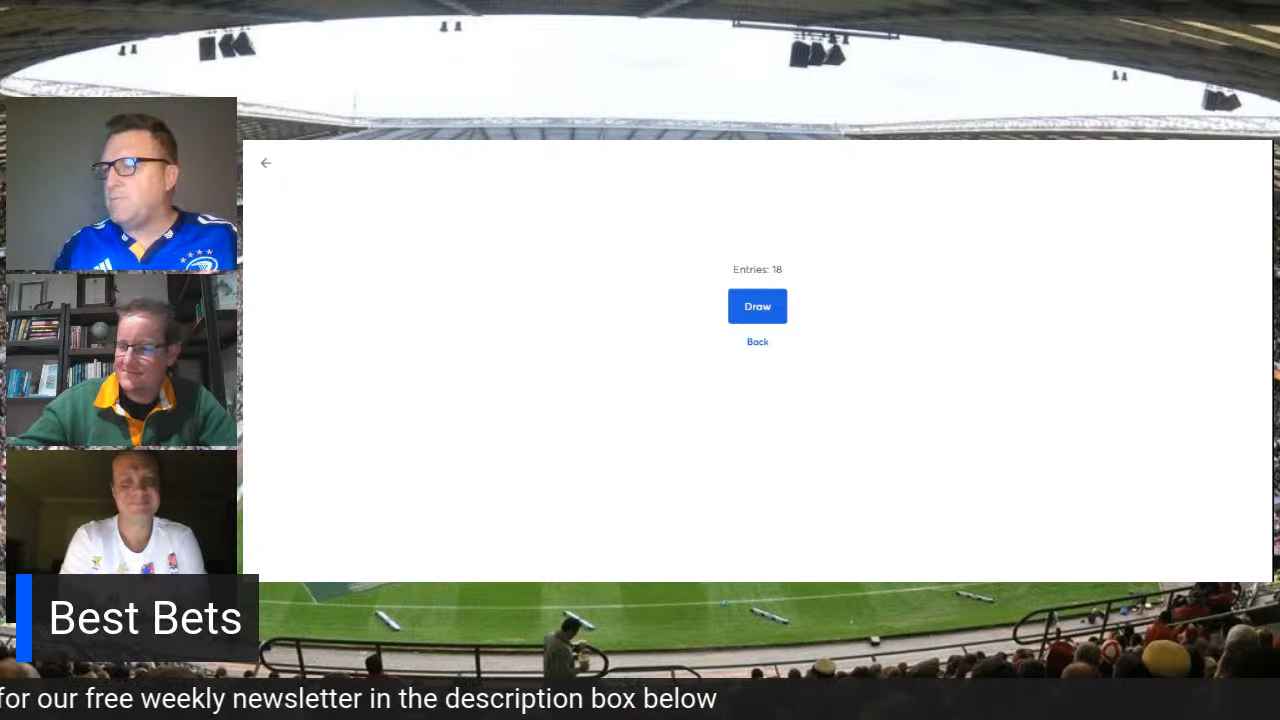 Entries: 18
Draw
Back
Best Bets
for our free weekly newsletter in the description box below